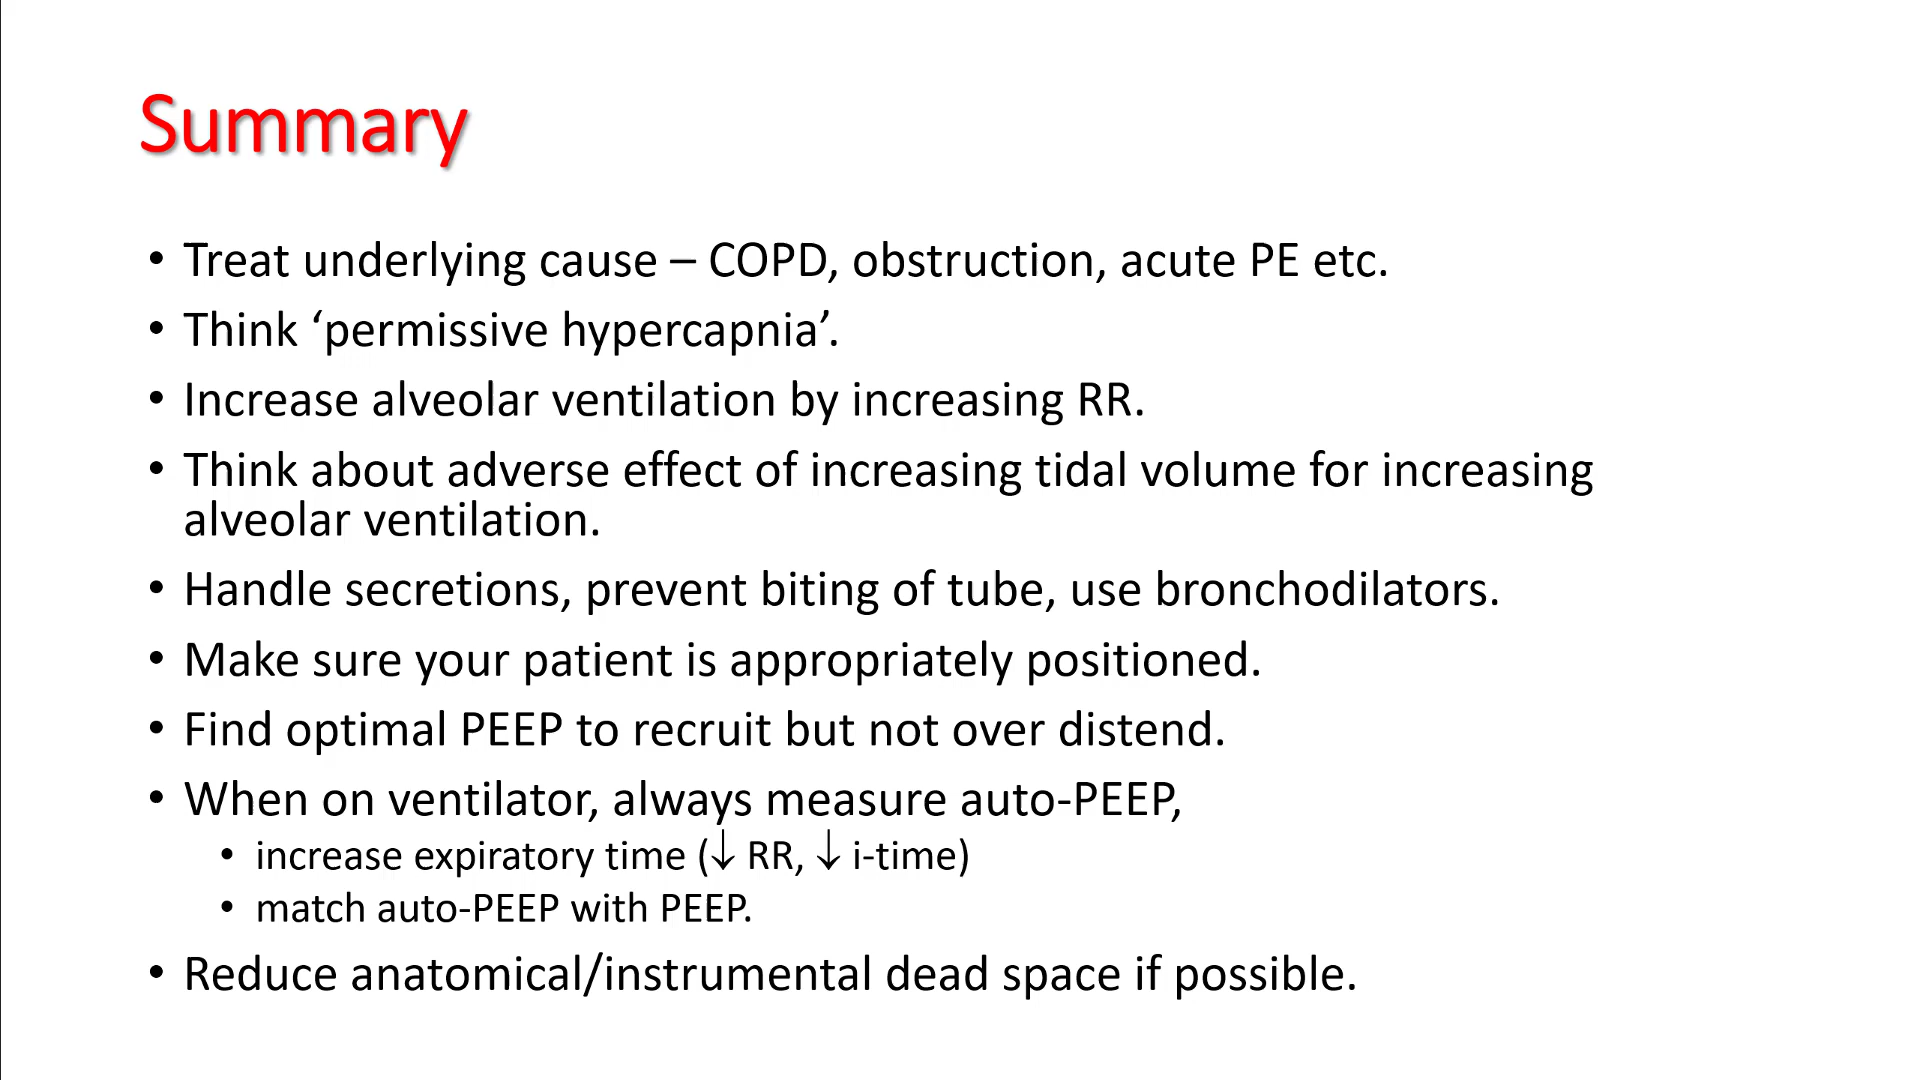 Summary
• Treat underlying cause – COPD, obstruction, acute PE etc.
• Think ‘permissive hypercapnia’.
• Increase alveolar ventilation by increasing RR.
• Think about adverse effect of increasing tidal volume for increasing
alveolar ventilation.
• Handle secretions, prevent biting of tube, use bronchodilators.
• Make sure your patient is appropriately positioned.
• Find optimal PEEP to recruit but not over distend.
• When on ventilator, always measure auto-PEEP,
• increase expiratory time (↓ RR, ↓ i-time)
• match auto-PEEP with PEEP.
• Reduce anatomical/instrumental dead space if possible.